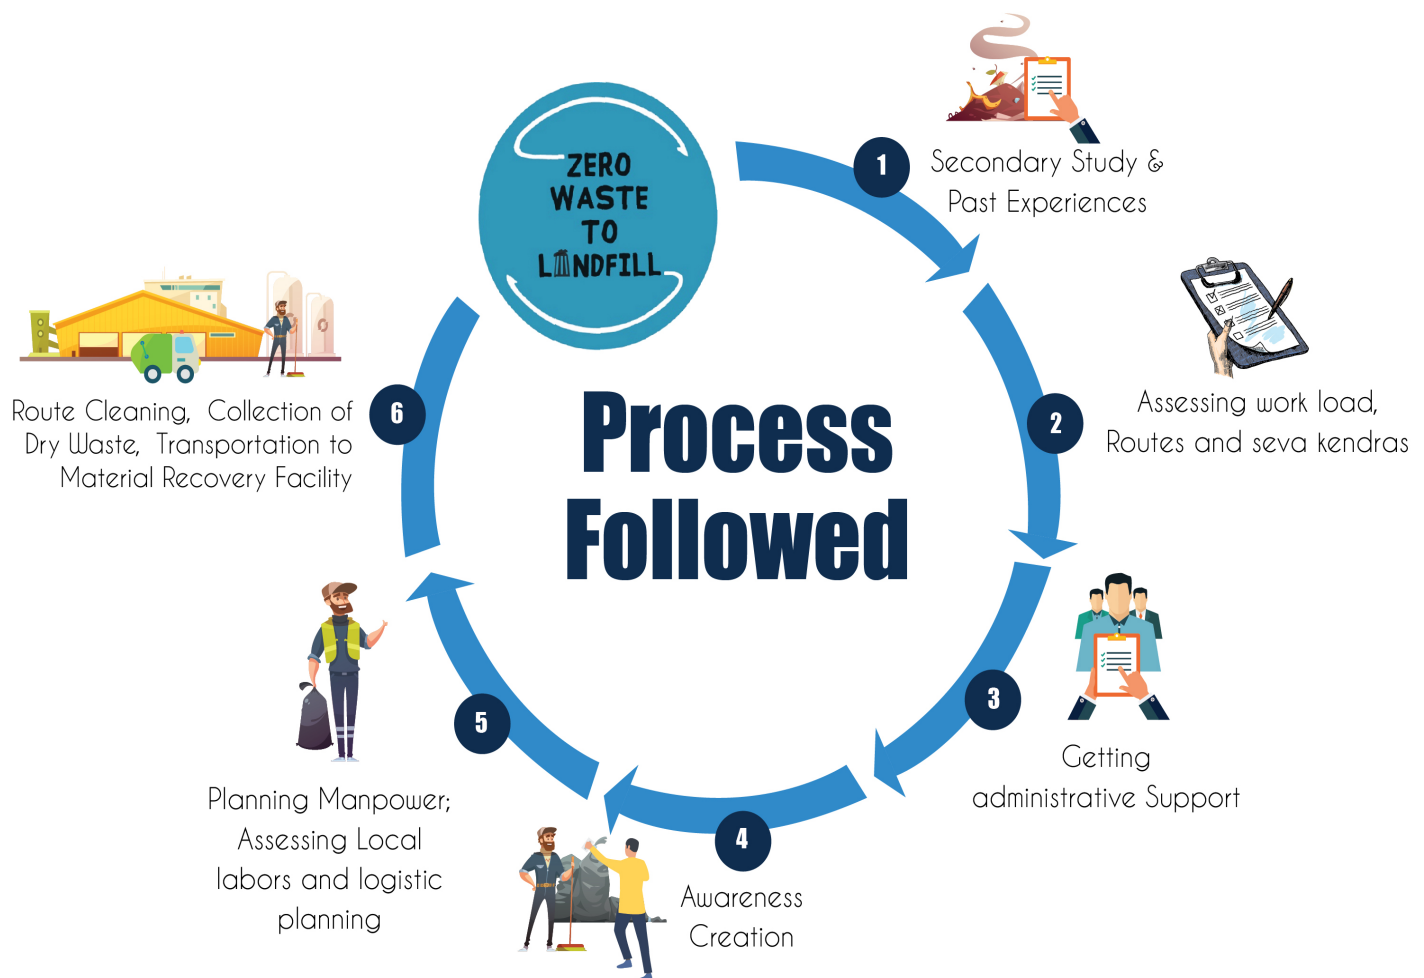 ZERO
WASTE
TO
LANDFILL
Process
Followed
1
Secondary Study &
Past Experiences
2
Assessing work load,
Routes and seva kendras
3
Getting
administrative Support
4
Awareness
Creation
5
Planning Manpower;
Assessing Local
labors and logistic
planning
6
Route Cleaning, Collection of
Dry Waste, Transportation to
Material Recovery Facility